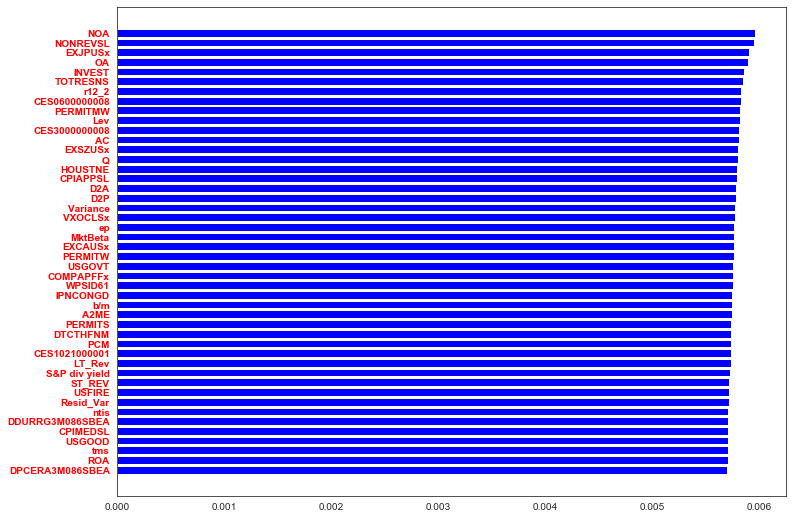 NOA
NONREVSL
EXJPUSx
OA
INVEST
TOTRESNS
r12_2
CES0600000008
PERMITMW
Lev
CES3000000008
AC
EXSZUSx
Q
HOUSTNE
CPIAPPSL
D2A
D2P
Variance
VXOCLSx
ep
MktBeta
EXCAUSx
PERMITW
USGOVT
COMPAPFFx
WPSID61
IPNCONGD
b/m
A2ME
PERMITS
DTCTHFNM
PCM
CES1021000001
LT_Rev
S&P div yield
ST_REV
USFIRE
Resid_Var
ntis
DDURRG3M086SBEA
CPIMEDSL
USGOOD
tms
ROA
DPCERA3M086SBEA
0.000 0.001 0.002 0.003 0.004 0.005 0.006